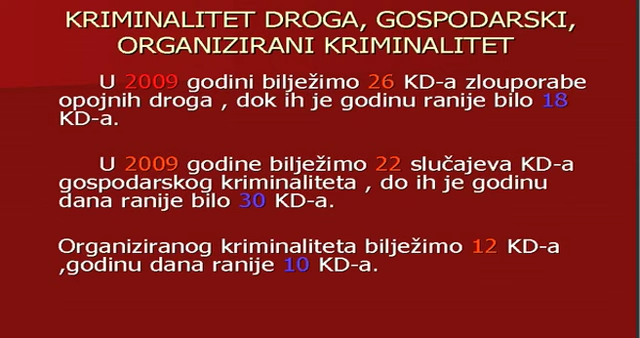 KRIMINALITET DROGA, GOSPODARSKI,
ORGANIZIRANI KRIMINALITET
U 2009 godini bilježimo 26 KD-a zlouporabe
opojnih droga , dok ih je godinu ranije bilo 18
KD-a.
U 2009 godine bilježimo 22 slučajeva KD-a
gospodarskog kriminaliteta , do ih je godinu
dana ranije bilo 30 KD-a.
Organiziranog kriminaliteta bilježimo 12 KD-a
,godinu dana ranije 10 KD-a.